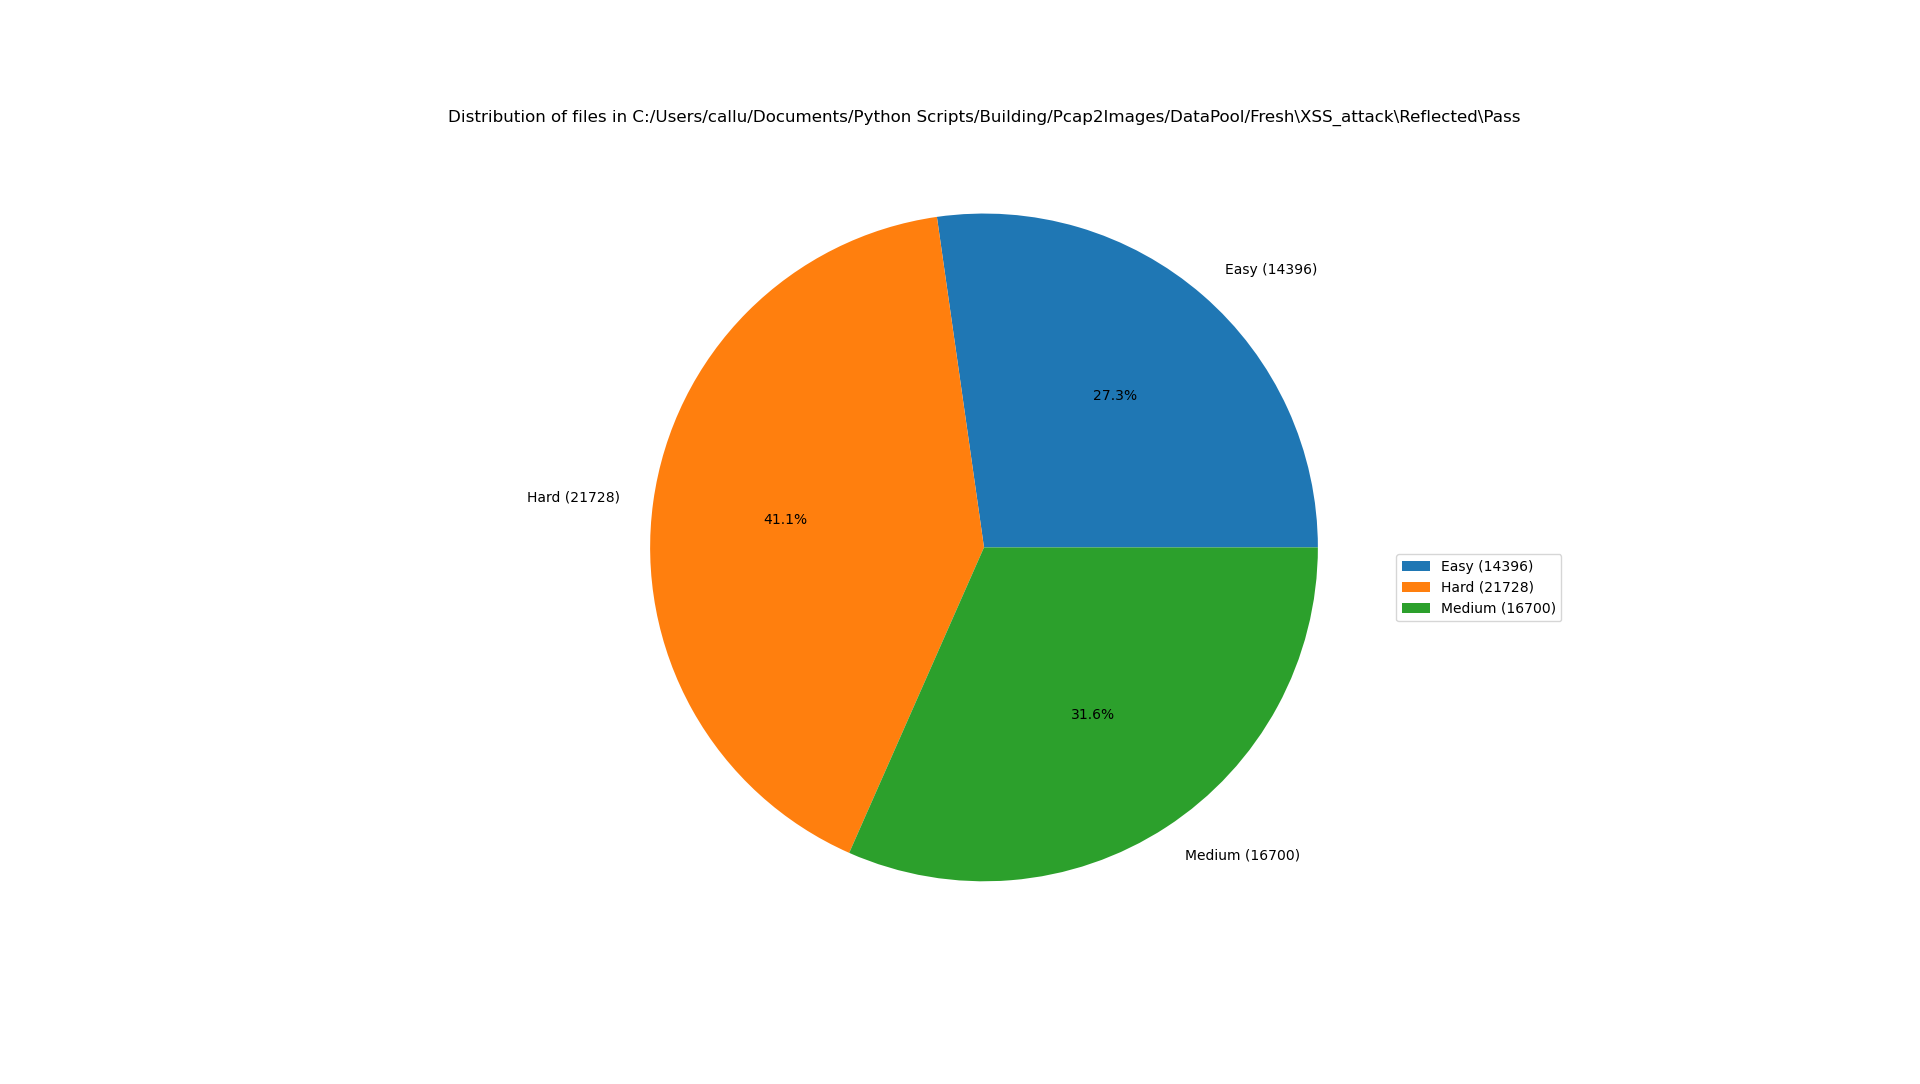 Distribution of files in C:/Users/callu/Documents/Python Scripts/Building/Pcap2Images/DataPool/Fresh\XSS_attack\Reflected\Pass
Easy (14396)
27.3%
Hard (21728)
41.1%
31.6%
Medium (16700)
Easy (14396)
Hard (21728)
Medium (16700)